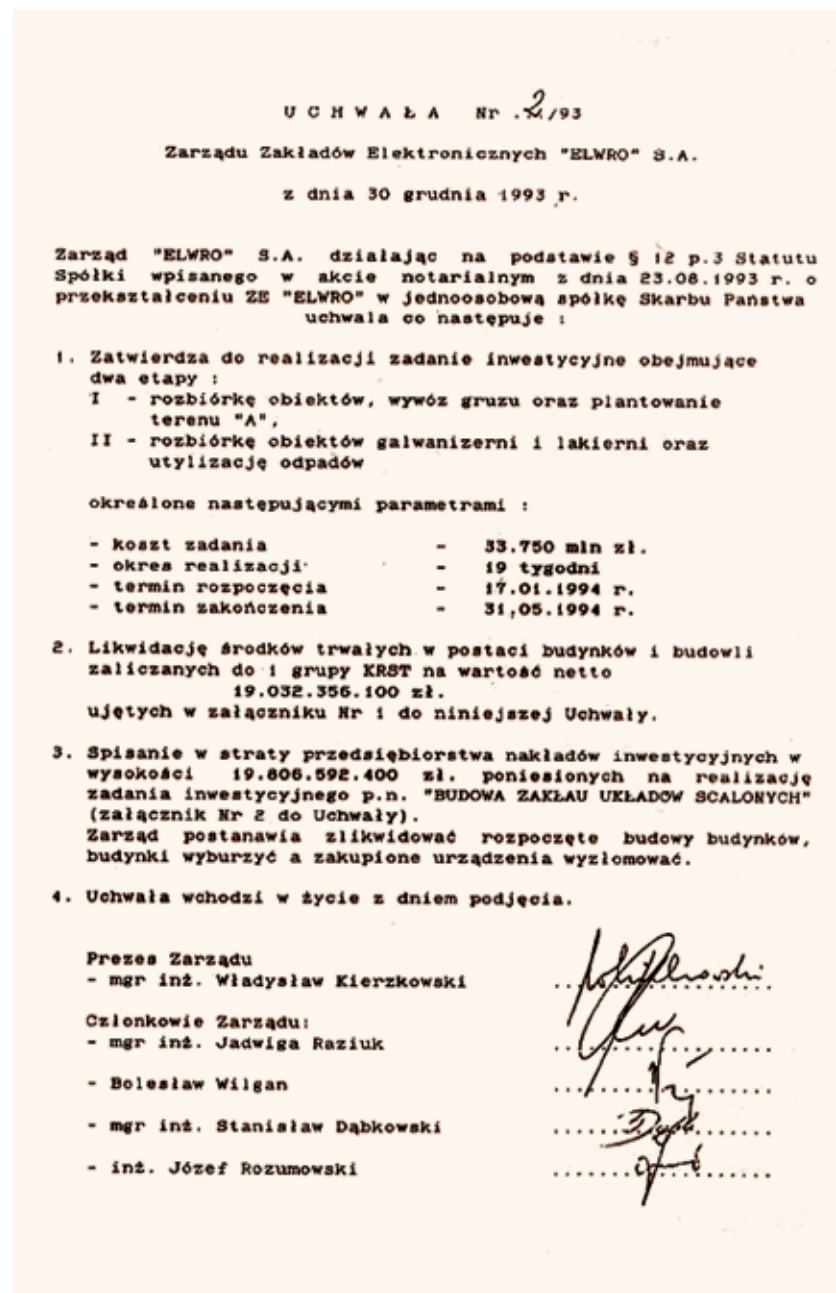 U C H W A Ł A Nr .2./93
Zarządu Zakładów Elektronicznych "ELWRO" S.A.
z dnia 30 grudnia 1993 r.
Zarząd "ELWRO" S.A. działając na podstawie § 12 p.3 Statutu
Spółki wpisanego w akcie notarialnym z dnia 23.08.1993 r. o
przekształceniu ZE "ELWRO" w jednoosobową spółkę Skarbu Państwa
uchwala co następuje :
1. Zatwierdza do realizacji zadanie inwestycyjne obejmujące
dwa etapy :
I - rozbiórkę obiektów, wywóz gruzu oraz plantowanie
terenu "A",
II - rozbiórkę obiektów galwanizerni i lakierni oraz
utylizację odpadów
określone następującymi parametrami :
- koszt zadania - 33.750 mln zł.
- okres realizacji - 19 tygodni
- termin rozpoczęcia - 17.01.1994 r.
- termin zakończenia - 31,05.1994 r.
2. Likwidację środków trwałych w postaci budynków i budowli
zaliczanych do 1 grupy KRST na wartość netto
19.032.356.100 zł.
ujętych w załączniku Nr 1 do niniejszej Uchwały.
3. Spisanie w straty przedsiębiorstwa nakładów inwestycyjnych w
wysokości 19.806.592.400 zł. poniesionych na realizację
zadania inwestycyjnego p.n. "BUDOWA ZAKŁAU UKŁADOW SCALONYCH"
(załącznik Nr 2 do Uchwały).
Zarząd postanawia zlikwidować rozpoczęte budowy budynków,
budynki wyburzyć a zakupione urządzenia wyzłomować.
4. Uchwała wchodzi w życie z dniem podjęcia.
Prezes Zarządu
- mgr inż. Władysław Kierzkowski
Członkowie Zarządu:
- mgr inż. Jadwiga Raziuk
- Bolesław Wilgan
- mgr inż. Stanisław Dąbkowski
- inż. Józef Rozumowski